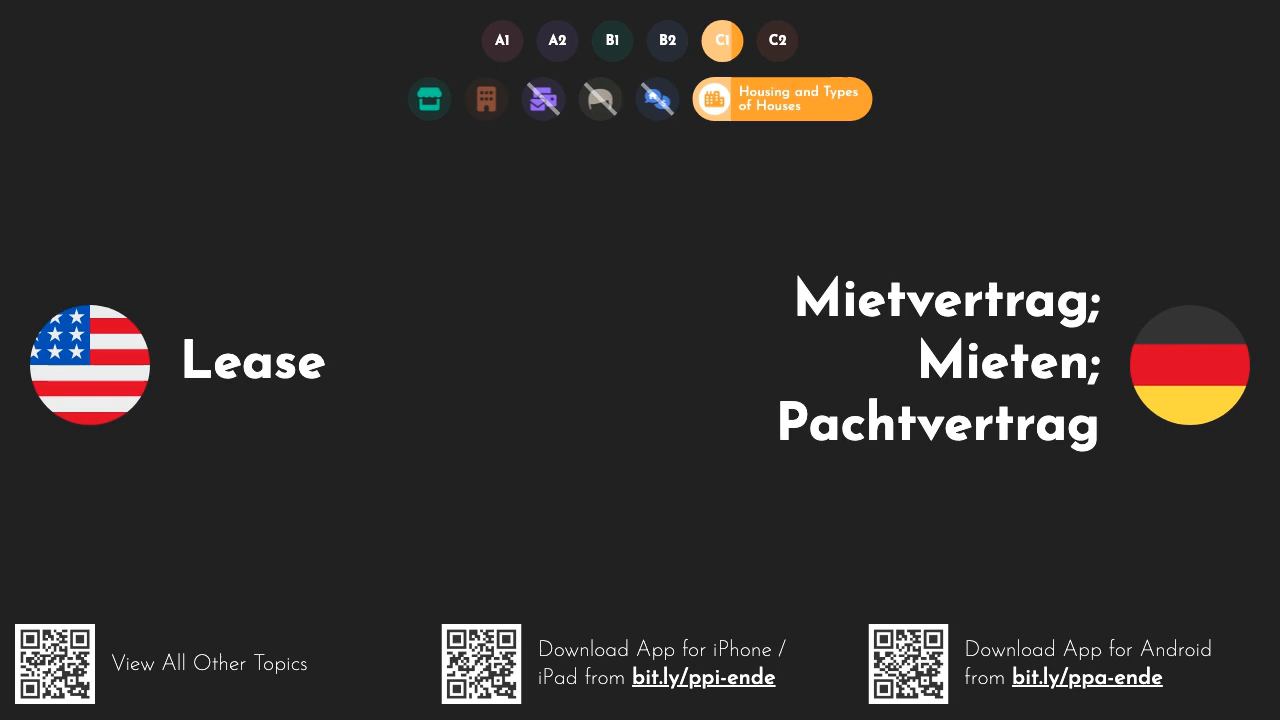 A1 A2 B1 B2 C1 C2
Housing and Types
of Houses
Lease
Mietvertrag;
Mieten;
Pachtvertrag
View All Other Topics
Download App for iPhone /
iPad from bit.ly/ppi-ende
Download App for Android
from bit.ly/ppa-ende